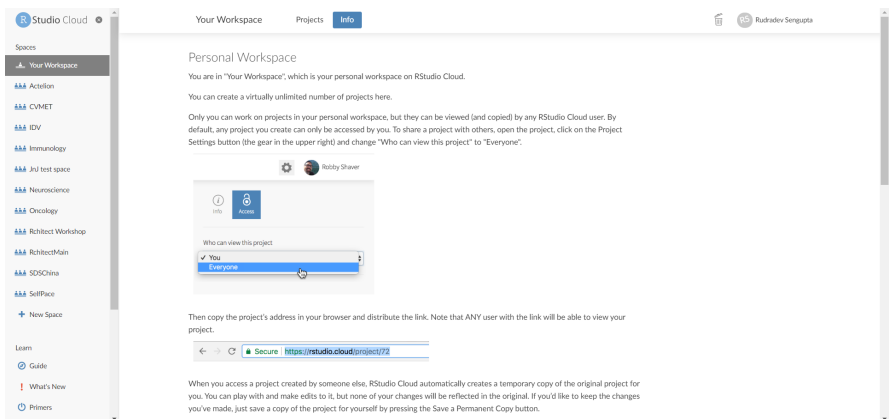 R Studio Cloud
Spaces
Your Workspace
Actelion
CVMET
IDV
Immunology
JnJ test space
Neuroscience
Oncology
Rchitect Workshop
RchitectMain
SDSChina
SelfPace
+ New Space
Learn
Guide
! What's New
Primers
Your Workspace
Projects
Info
RS Rudradev Sengupta
Personal Workspace
You are in "Your Workspace", which is your personal workspace on RStudio Cloud.
You can create a virtually unlimited number of projects here.
Only you can work on projects in your personal workspace, but they can be viewed (and copied) by any RStudio Cloud user. By
default, any project you create can only be accessed by you. To share a project with others, open the project, click on the Project
Settings button (the gear in the upper right) and change "Who can view this project" to "Everyone".
Robby Shaver
i
Info
Access
Who can view this project
✓ You
Everyone
Then copy the project's address in your browser and distribute the link. Note that ANY user with the link will be able to view your
project.
Secure https://rstudio.cloud/project/72
When you access a project created by someone else, RStudio Cloud automatically creates a temporary copy of the original project for
you. You can play with and make edits to it, but none of your changes will be reflected in the original. If you'd like to keep the changes
you've made, just save a copy of the project for yourself by pressing the Save a Permanent Copy button.